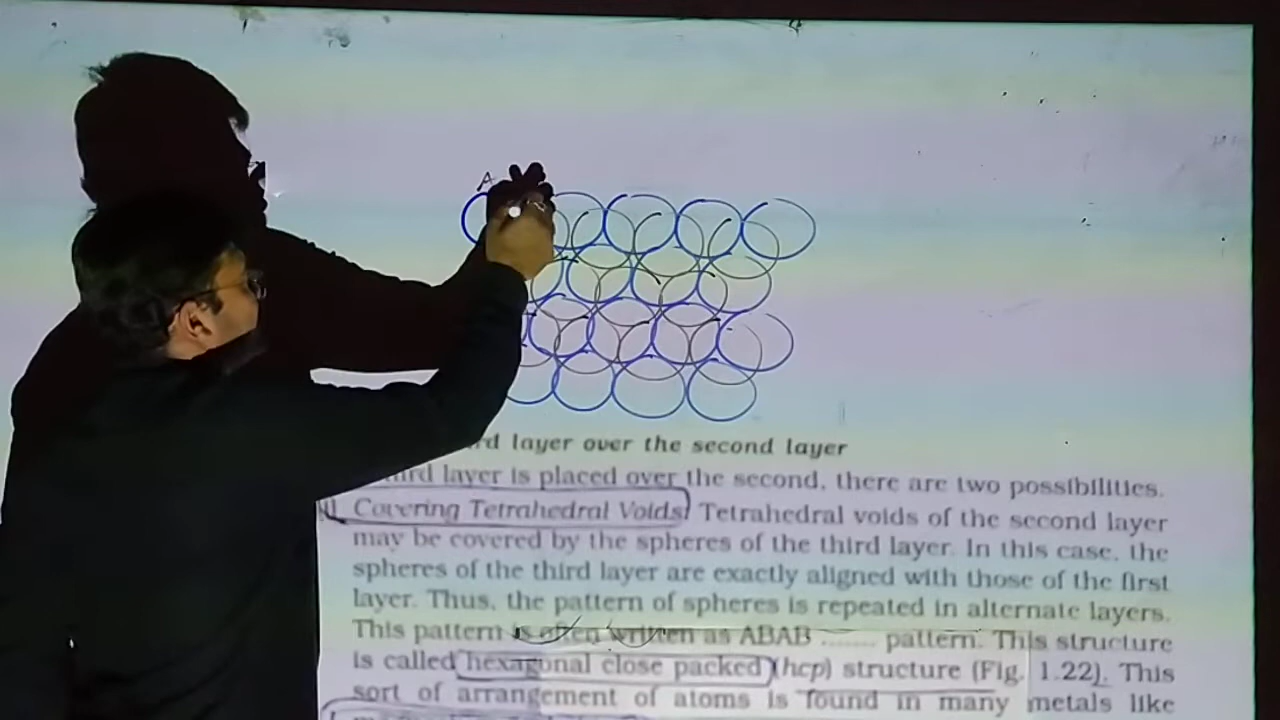 A
rd layer over the second layer
ird layer is placed over the second, there are two possibilities.
Covering Tetrahedral Voids: Tetrahedral voids of the second layer
may be covered by the spheres of the third layer. In this case, the
spheres of the third layer are exactly aligned with those of the first
layer. Thus, the pattern of spheres is repeated in alternate layers.
This pattern is often written as ABAB ....... pattern. This structure
is called hexagonal close packed (hcp) structure (Fig. 1.22). This
sort of arrangement of atoms is found in many metals like